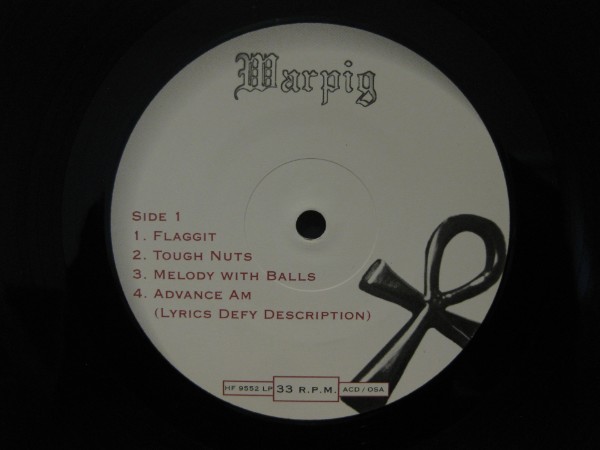 Warpig
SIDE 1
1. FLAGGIT
2. TOUGH NUTS
3. MELODY WITH BALLS
4. ADVANCE AM
(LYRICS DEFY DESCRIPTION)
HF 9552 LP 33 R.P.M. ACD / OSA